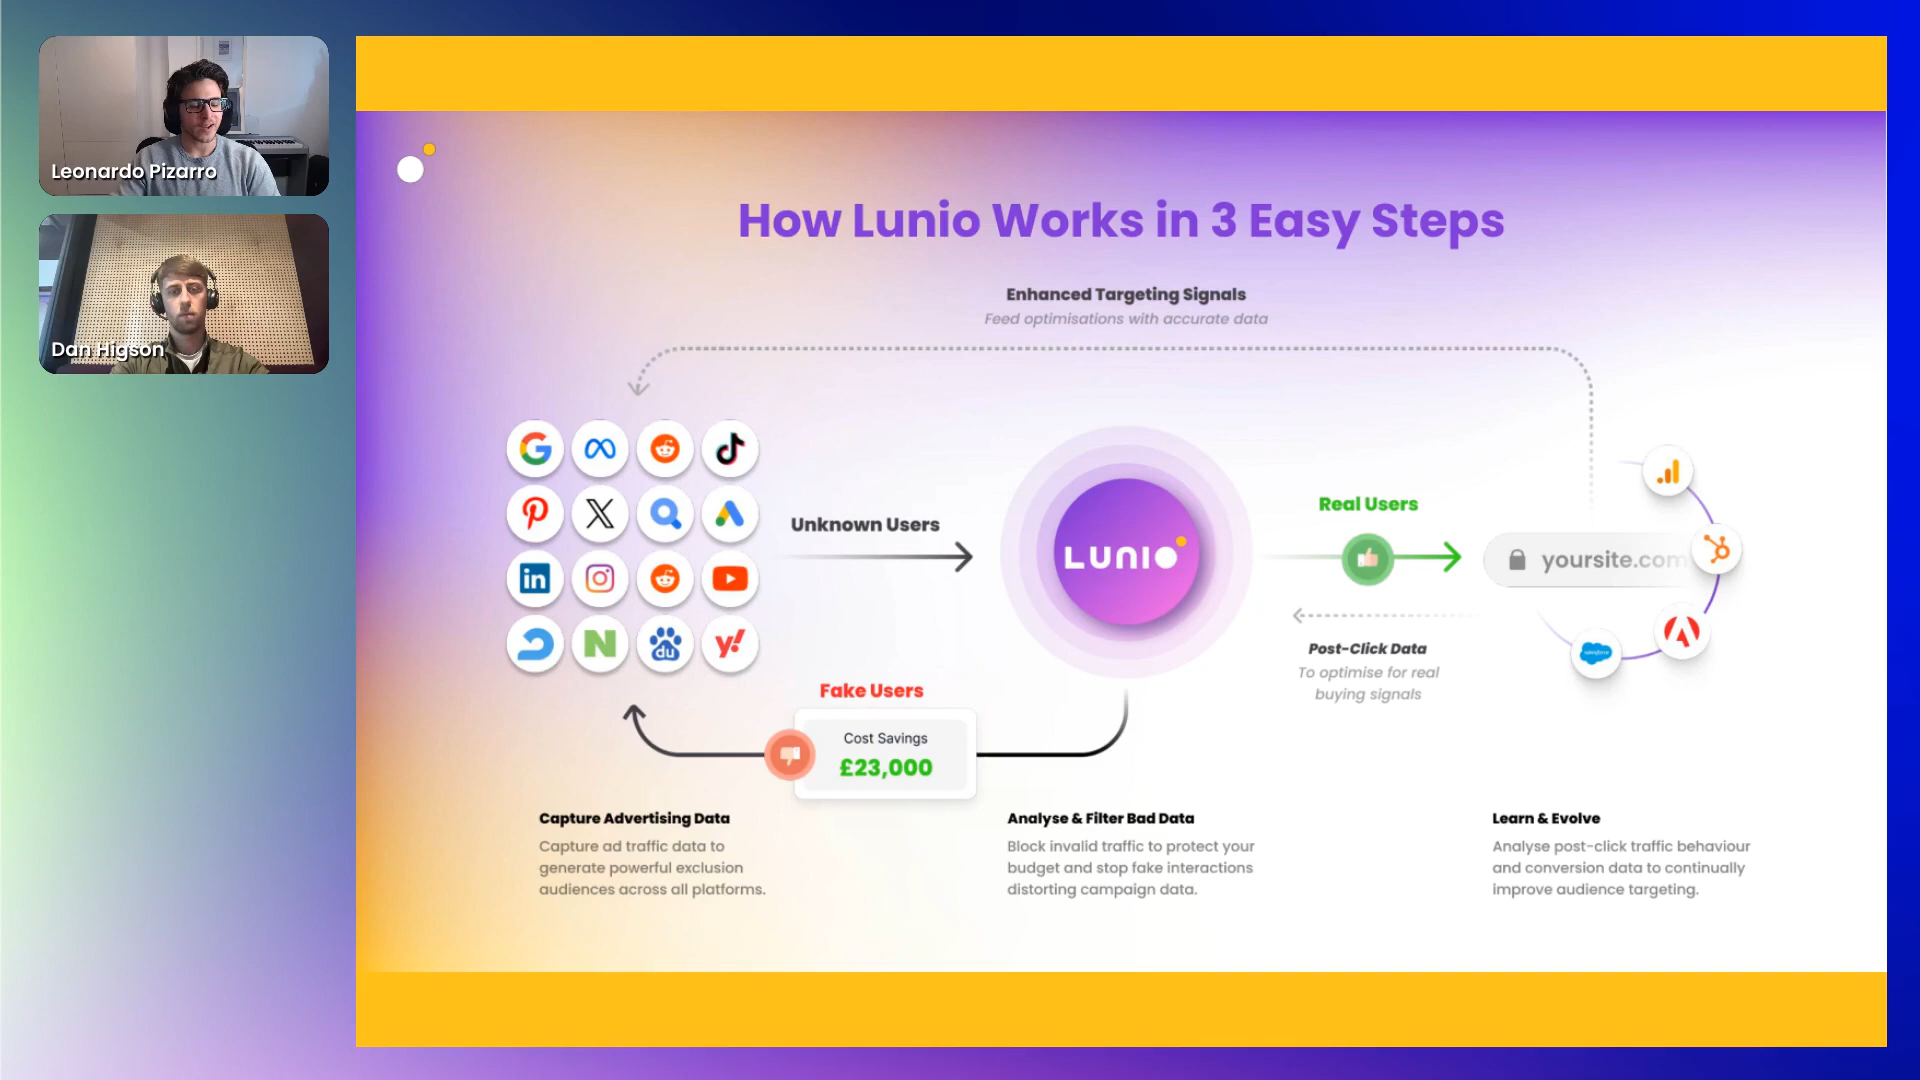 Leonardo Pizarro
Dan Higson
How Lunio Works in 3 Easy Steps
Enhanced Targeting Signals
Feed optimisations with accurate data
Unknown Users
LUNIO
Real Users
yoursite.com
Post-Click Data
To optimise for real
buying signals
Fake Users
Cost Savings
£23,000
Capture Advertising Data
Capture ad traffic data to
generate powerful exclusion
audiences across all platforms.
Analyse & Filter Bad Data
Block invalid traffic to protect your
budget and stop fake interactions
distorting campaign data.
Learn & Evolve
Analyse post-click traffic behaviour
and conversion data to continually
improve audience targeting.
in
N
du
y!
salesforce